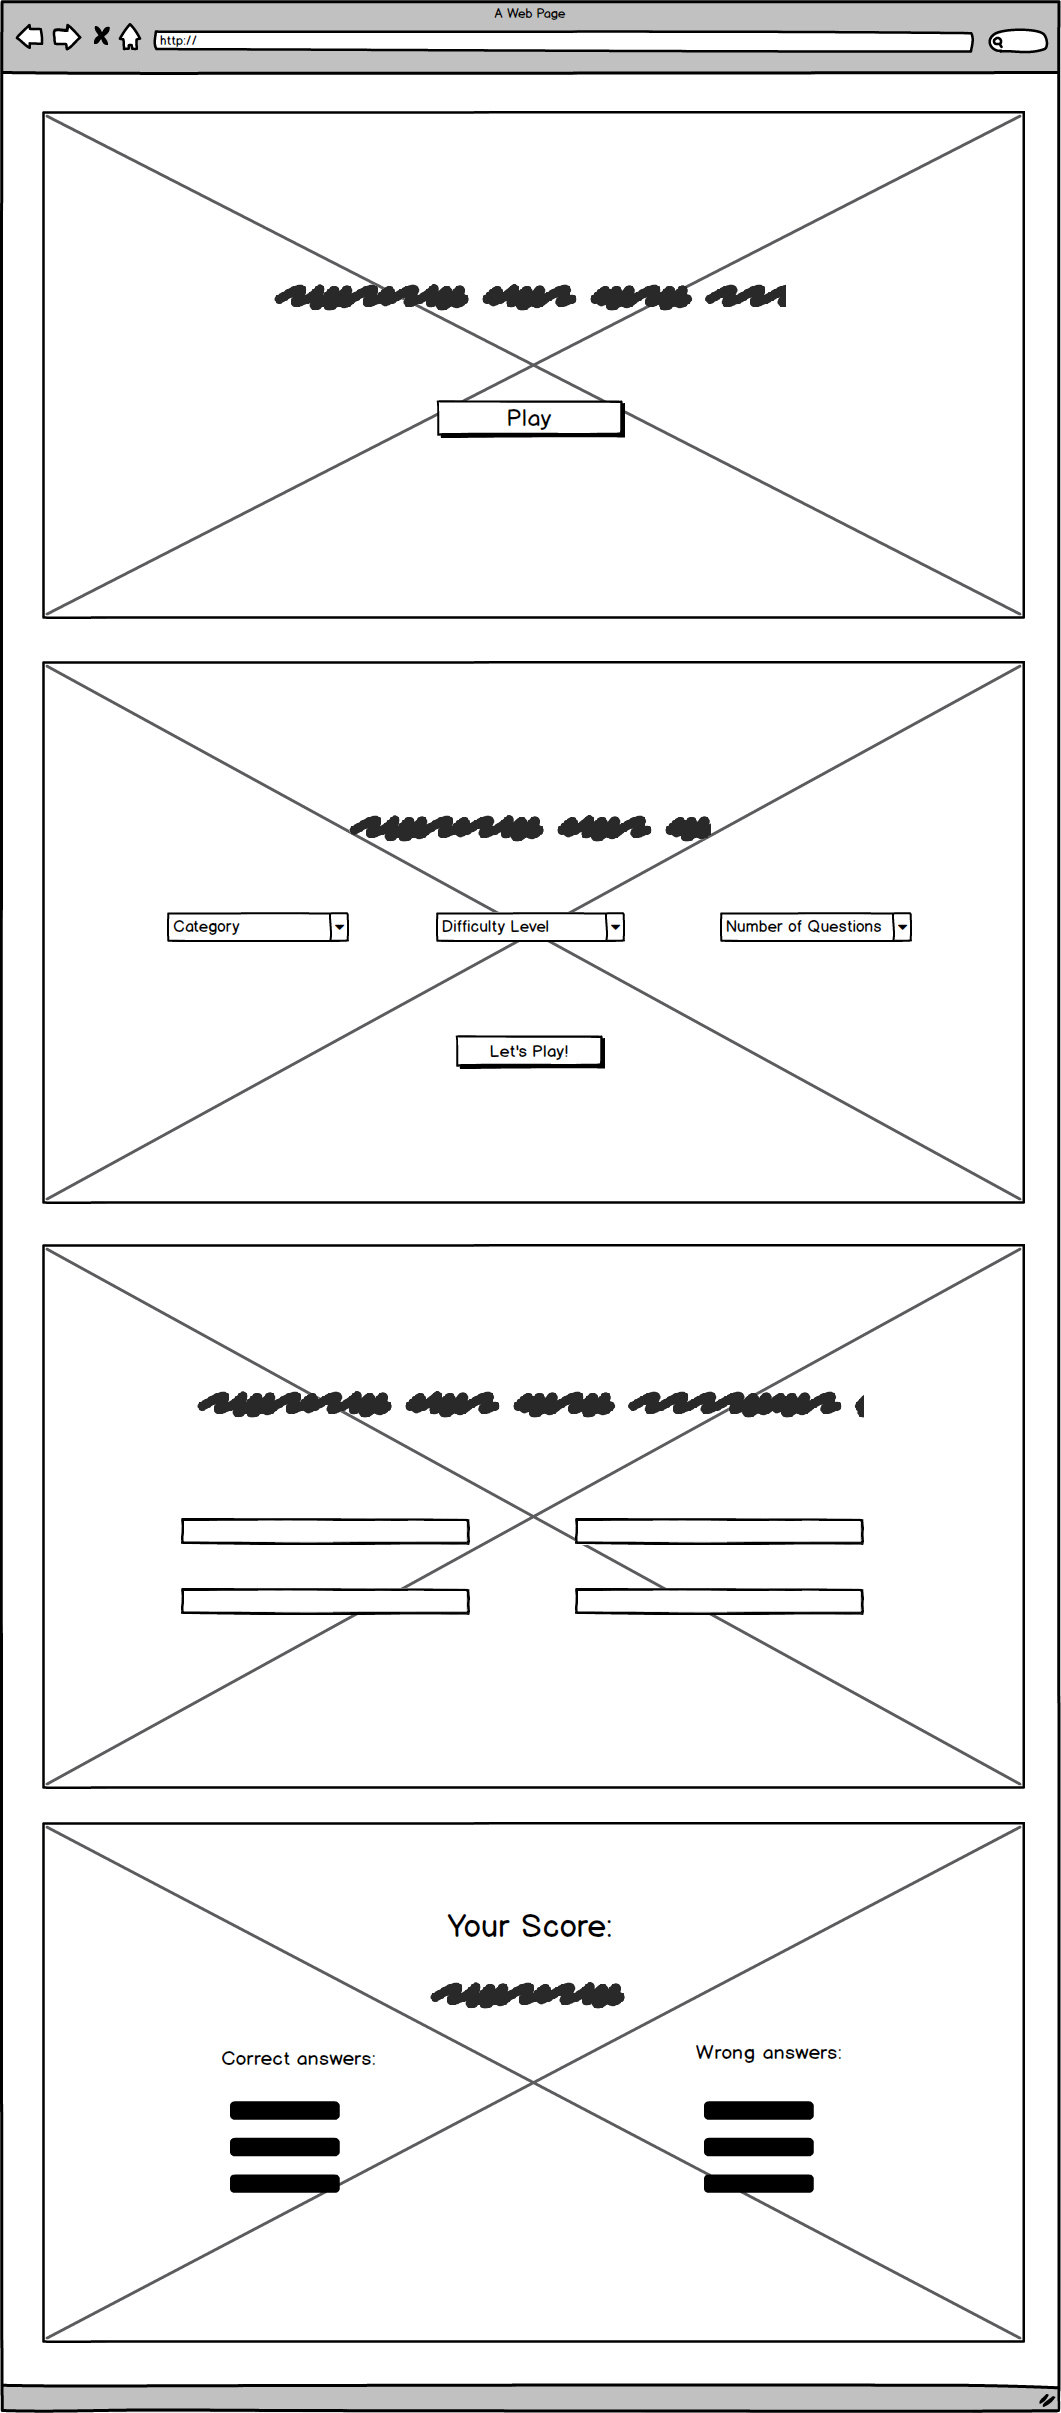 A Web Page
http://
Play
Category
Difficulty Level
Number of Questions
Let's Play!
Your Score:
Correct answers:
Wrong answers: